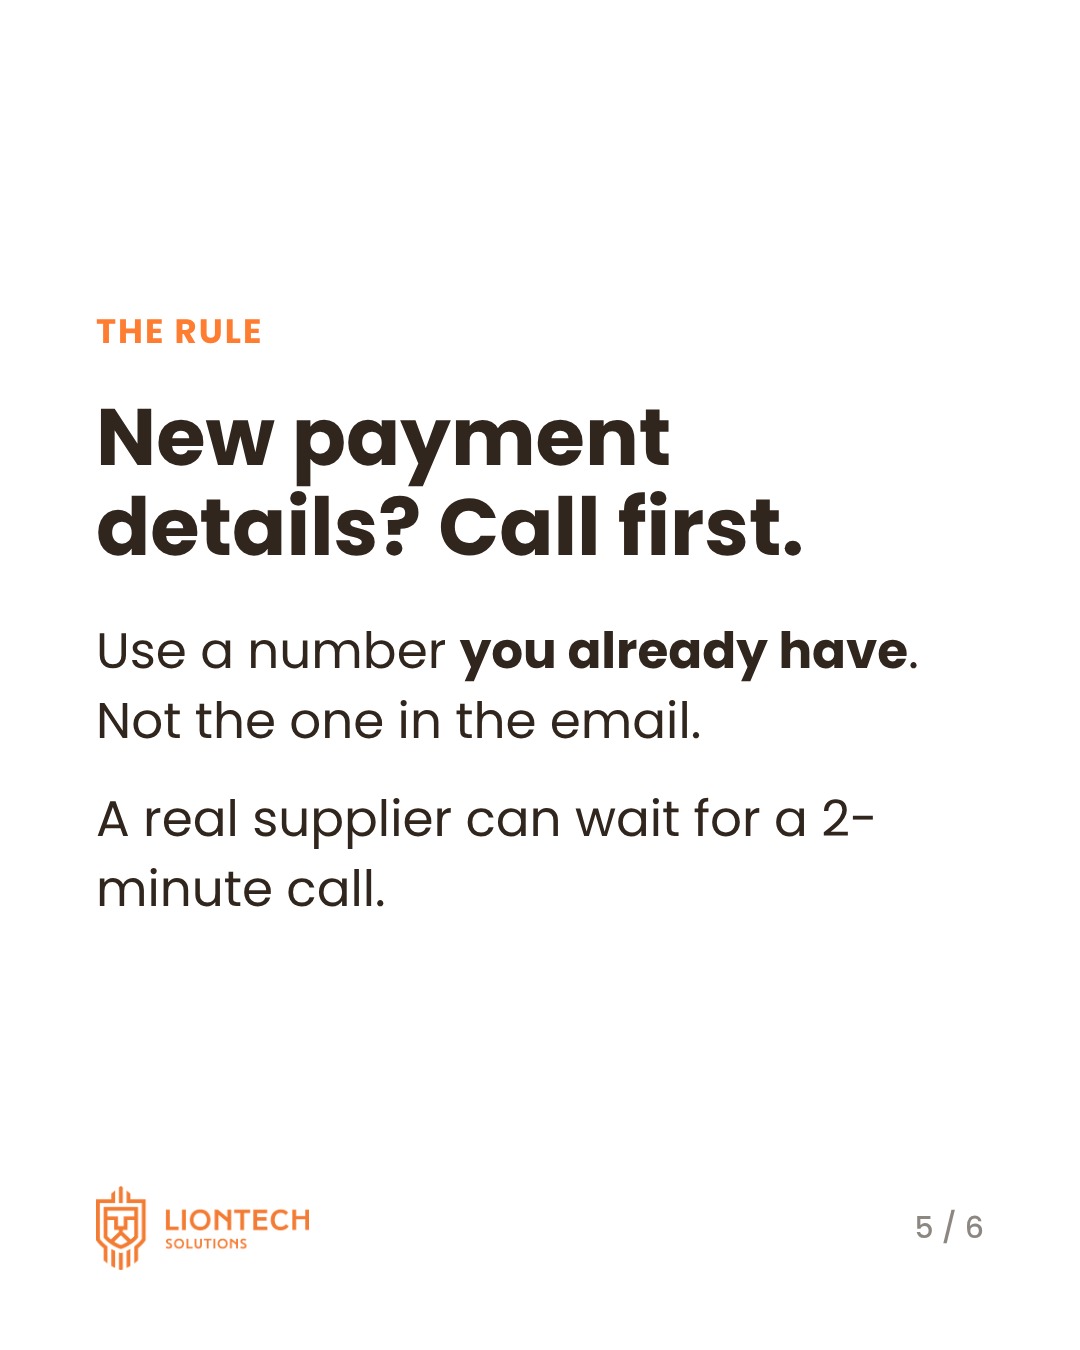 THE RULE
New payment
details? Call first.
Use a number you already have.
Not the one in the email.
A real supplier can wait for a 2-
minute call.
LIONTECH
SOLUTIONS
5 / 6